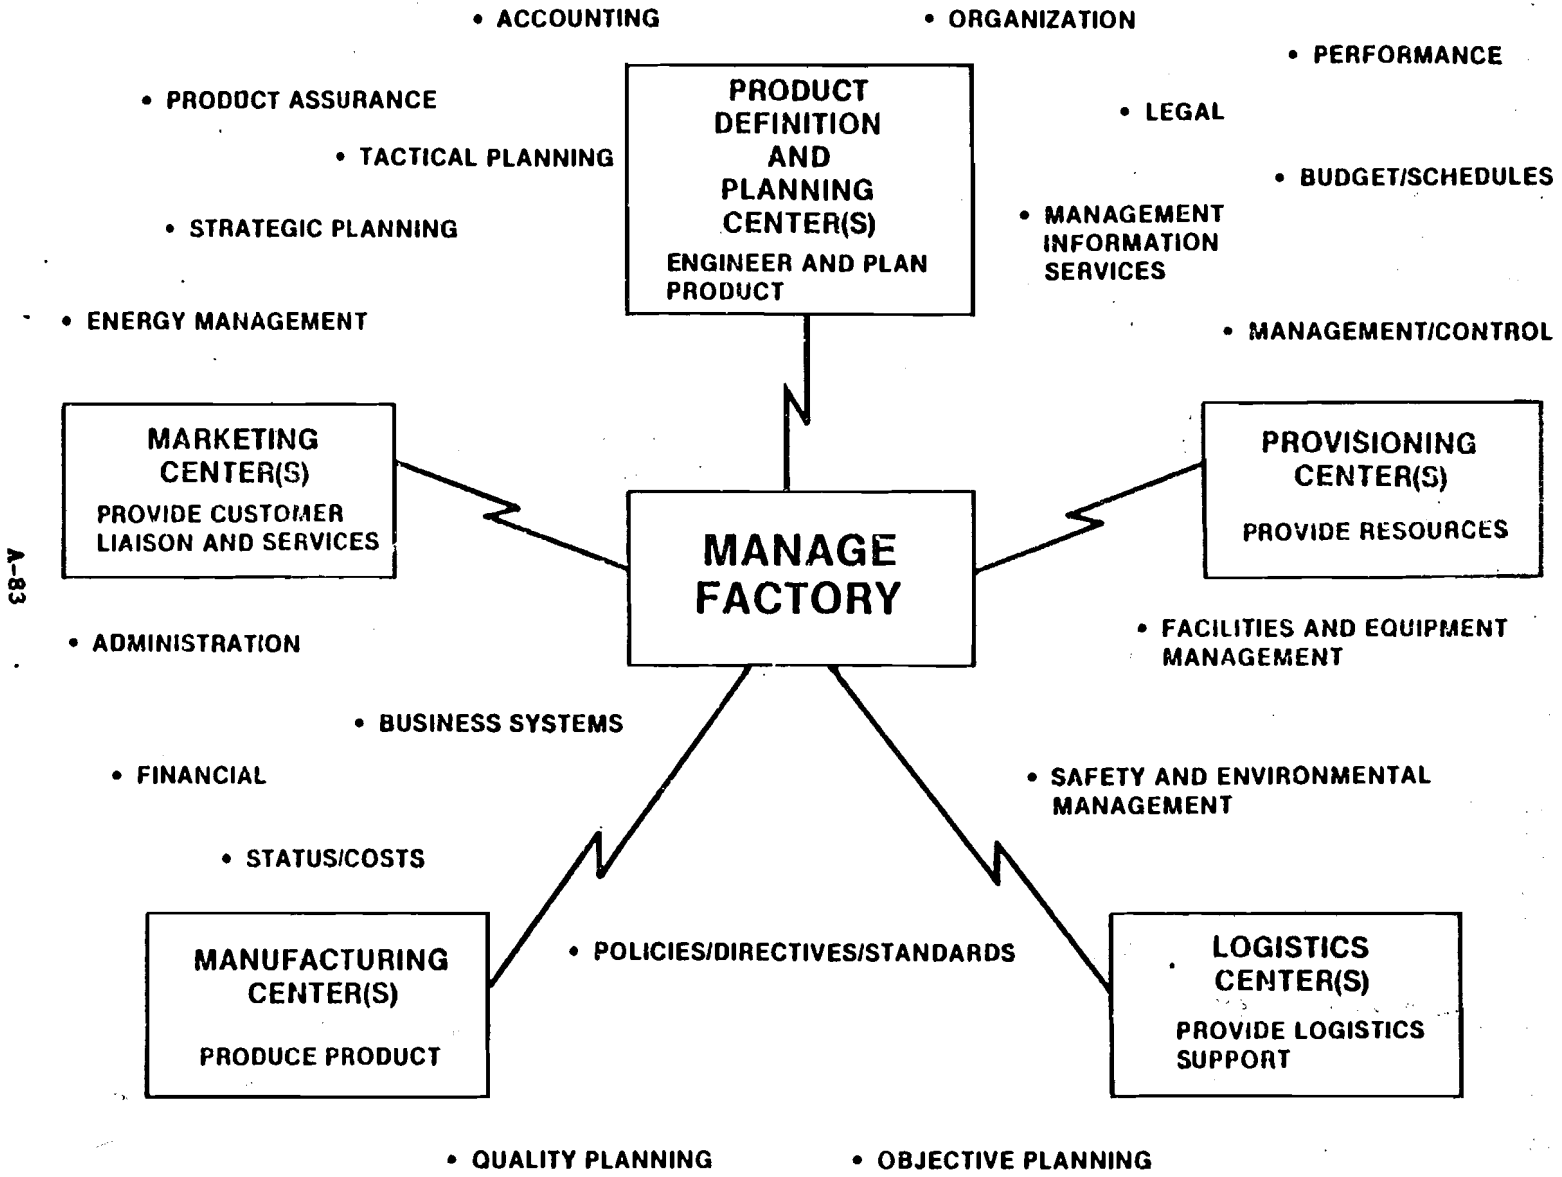 • ACCOUNTING
• ORGANIZATION
• PERFORMANCE
• PRODUCT ASSURANCE
• LEGAL
• TACTICAL PLANNING
• BUDGET/SCHEDULES
• STRATEGIC PLANNING
• MANAGEMENT
INFORMATION
SERVICES
PRODUCT
DEFINITION
AND
PLANNING
CENTER(S)
ENGINEER AND PLAN
PRODUCT
• ENERGY MANAGEMENT
• MANAGEMENT/CONTROL
MARKETING
CENTER(S)
PROVIDE CUSTOMER
LIAISON AND SERVICES
MANAGE
FACTORY
PROVISIONING
CENTER(S)
PROVIDE RESOURCES
A-83
• ADMINISTRATION
• FACILITIES AND EQUIPMENT
MANAGEMENT
• BUSINESS SYSTEMS
• FINANCIAL
• SAFETY AND ENVIRONMENTAL
MANAGEMENT
• STATUS/COSTS
MANUFACTURING
CENTER(S)
PRODUCE PRODUCT
• POLICIES/DIRECTIVES/STANDARDS
LOGISTICS
CENTER(S)
PROVIDE LOGISTICS
SUPPORT
• QUALITY PLANNING
• OBJECTIVE PLANNING